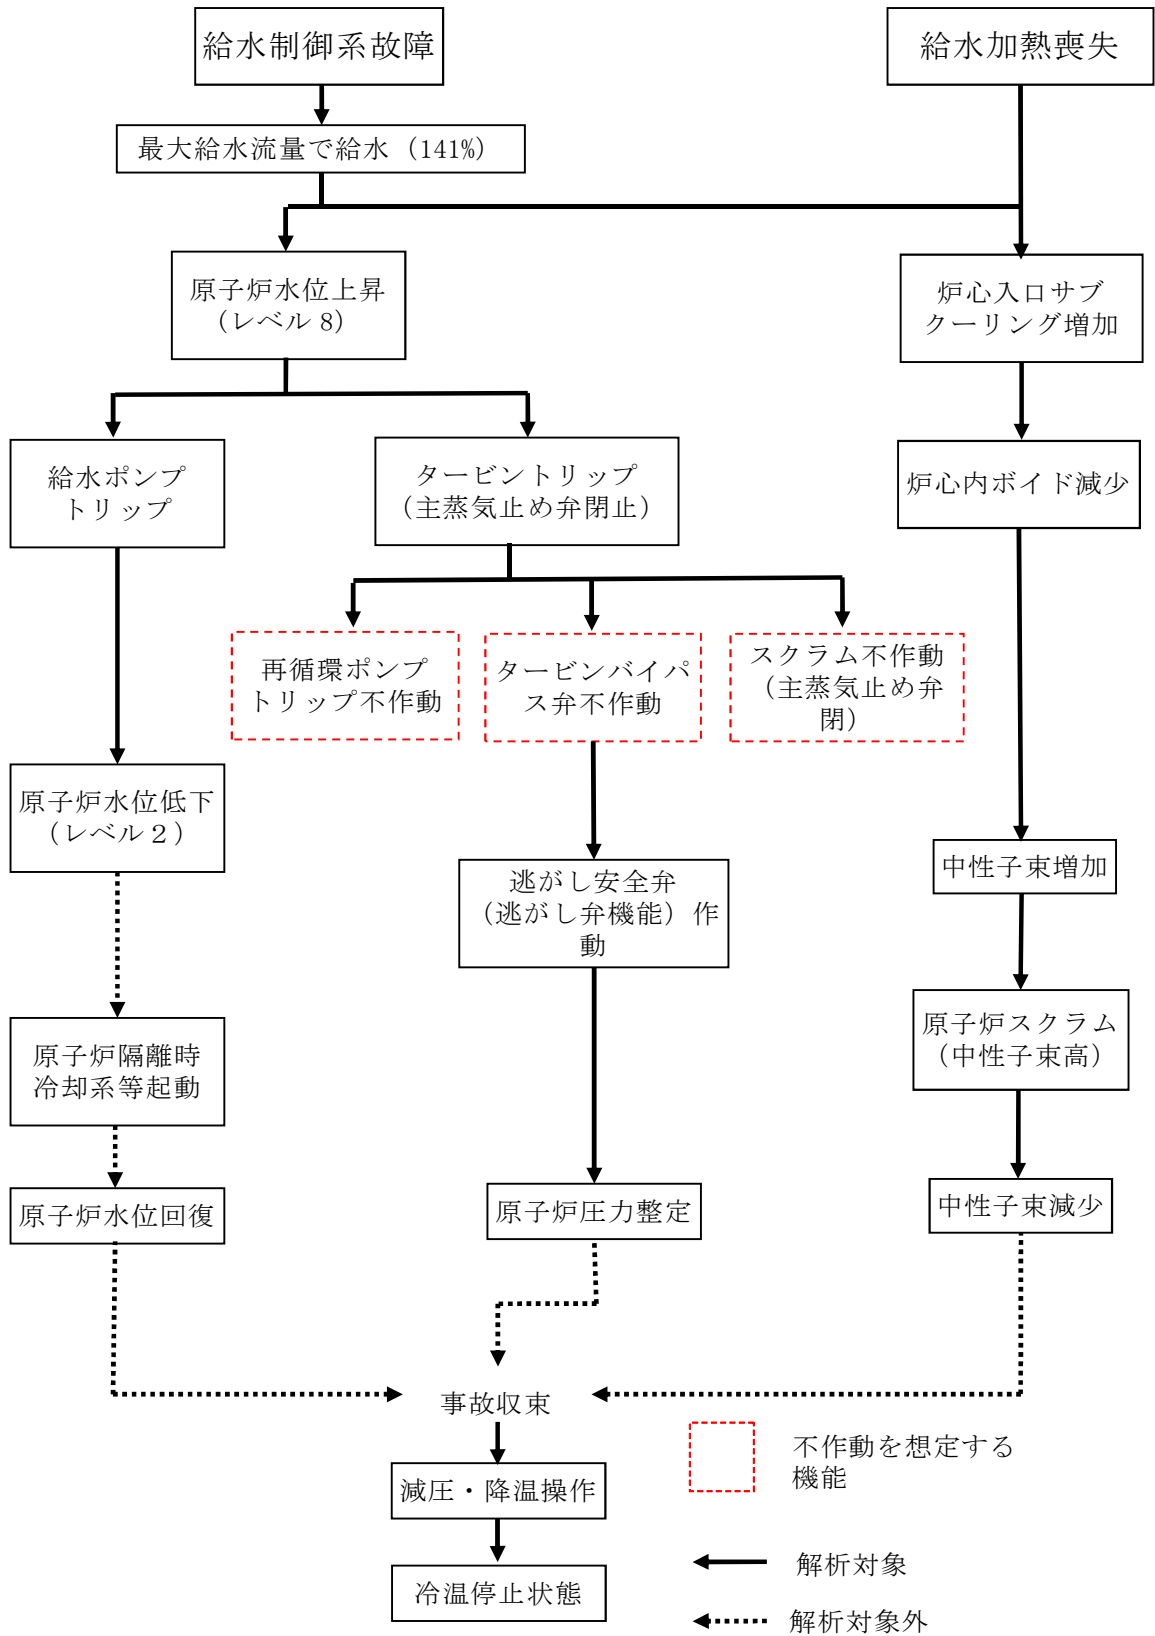 給水制御系故障
給水加熱喪失
最大給水流量で給水（141%）
原子炉水位上昇
（レベル 8）
炉心入口サブ
クーリング増加
給水ポンプ
トリップ
タービントリップ
（主蒸気止め弁閉止）
炉心内ボイド減少
再循環ポンプ
トリップ不作動
タービンバイパ
ス弁不作動
スクラム不作動
（主蒸気止め弁
閉）
原子炉水位低下
（レベル２）
逃がし安全弁
（逃がし弁機能）作
動
中性子束増加
原子炉隔離時
冷却系等起動
原子炉スクラム
（中性子束高）
原子炉水位回復
原子炉圧力整定
中性子束減少
事故収束
減圧・降温操作
冷温停止状態
不作動を想定する
機能
解析対象
解析対象外